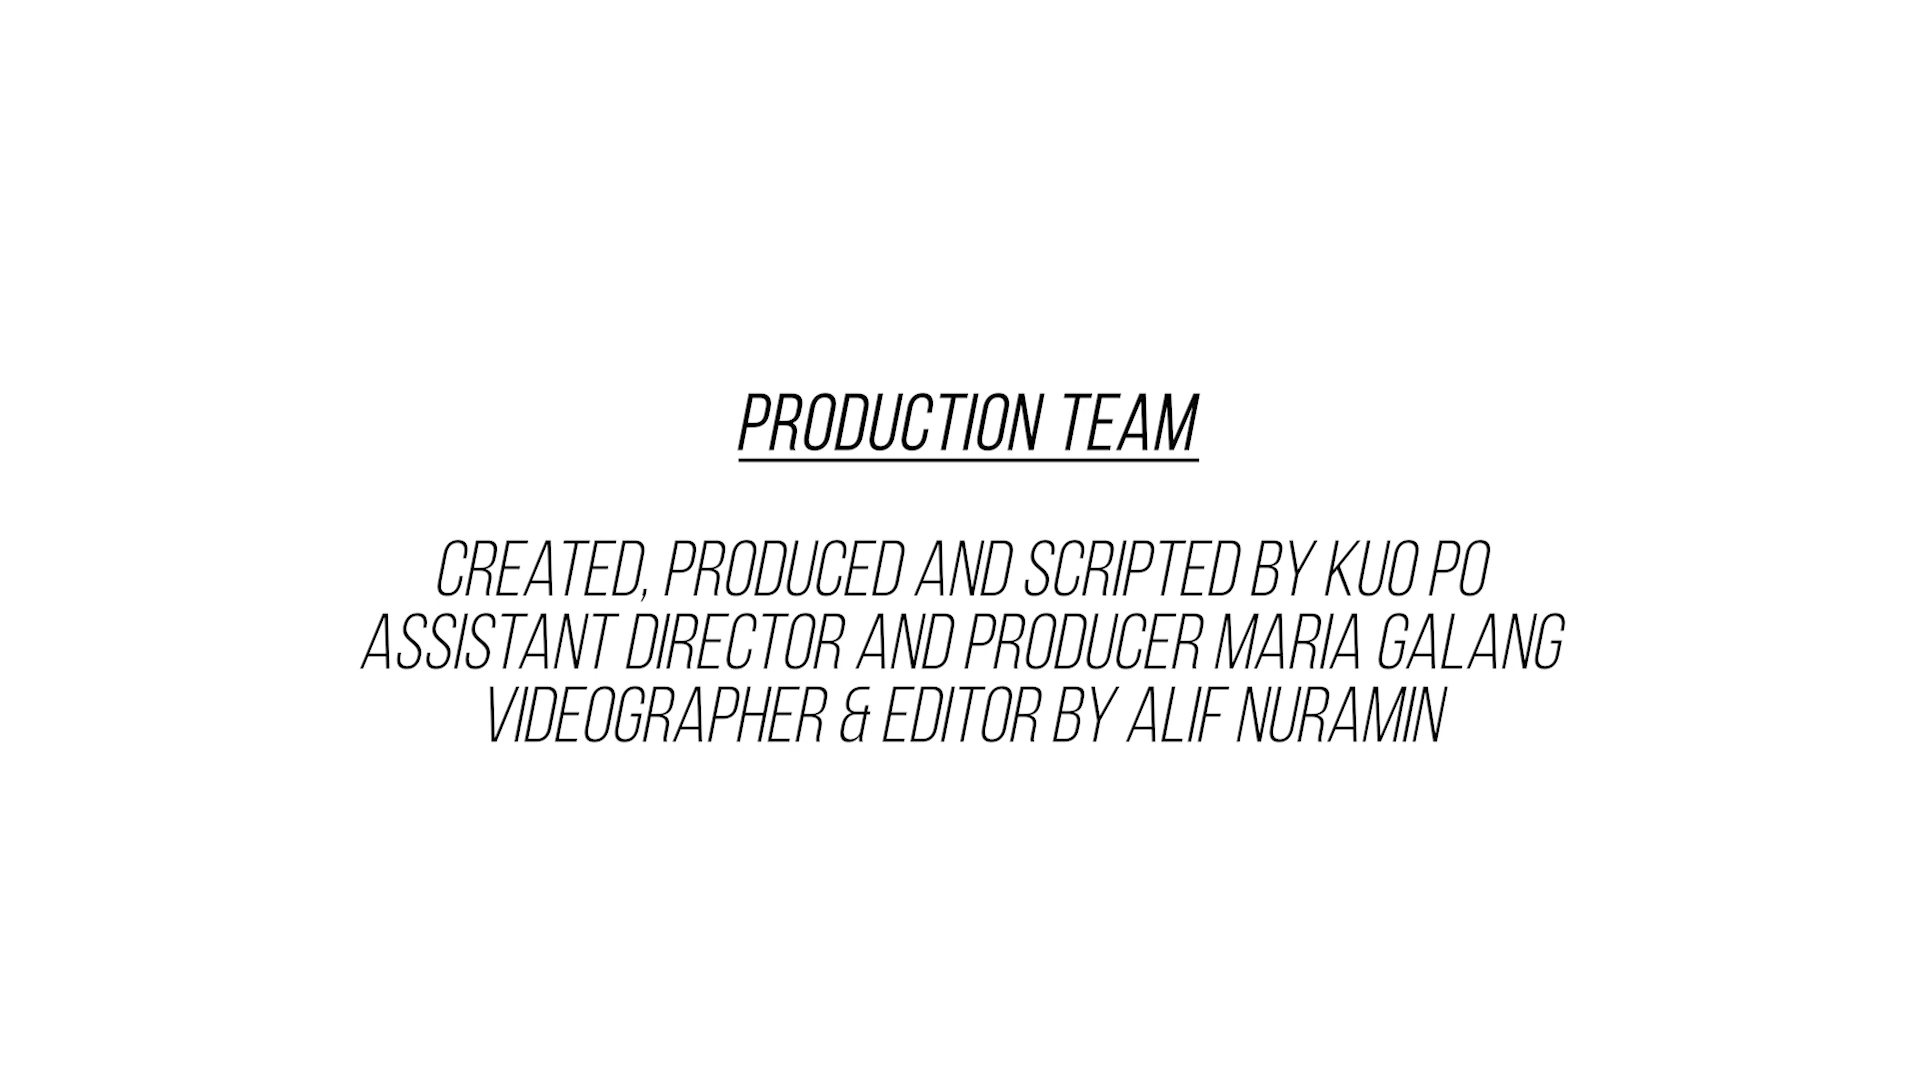 PRODUCTION TEAM
CREATED, PRODUCED AND SCRIPTED BY KUO PO
ASSISTANT DIRECTOR AND PRODUCER MARIA GALANG
VIDEOGRAPHER & EDITOR BY ALIF NURAMIN